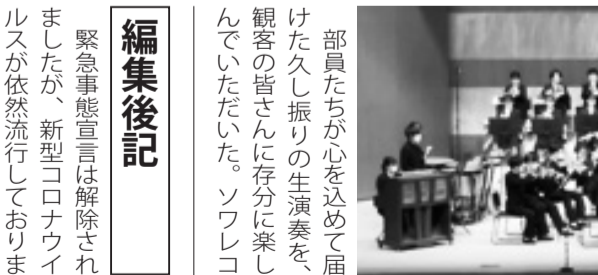 部員たちが心を込めて届
けた久し振りの生演奏を、
観客の皆さんに存分に楽し
んでいただいた。ソワレコ
編集後記
緊急事態宣言は解除され
ましたが、新型コロナウイ
ルスが依然流行しておりま